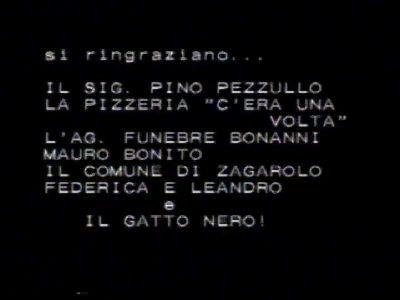 si ringraziano...
IL SIG. PINO PEZZULLO
LA PIZZERIA "C'ERA UNA
VOLTA"
L'AG. FUNEBRE BONANNI
MAURO BONITO
IL COMUNE DI ZAGAROLO
FEDERICA E LEANDRO
e
IL GATTO NERO!